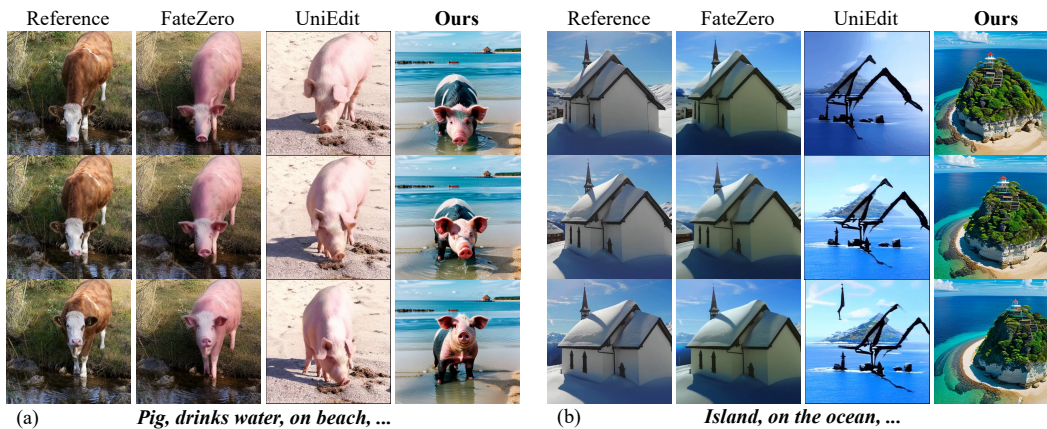 Reference FateZero UniEdit Ours
(a) Pig, drinks water, on beach, ...
Reference FateZero UniEdit Ours
(b) Island, on the ocean, ...